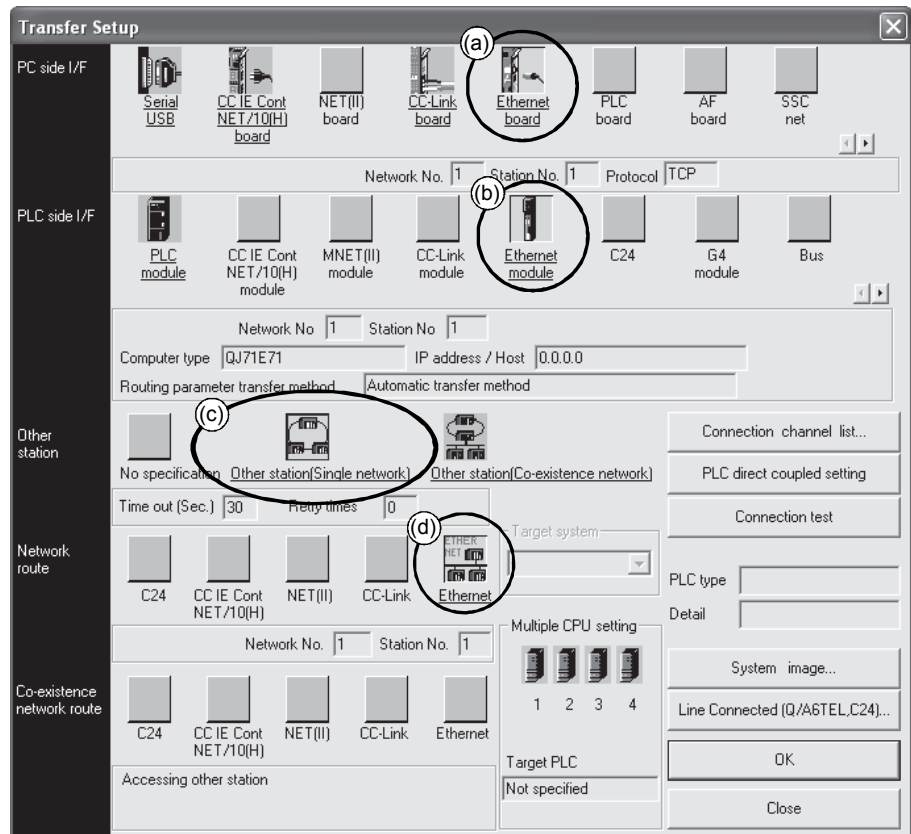 Transfer Setup
(a)
PC side I/F
Serial
USB
CC IE Cont
NET/10(H)
board
NET(II)
board
CC-Link
board
Ethernet
board
PLC
board
AF
board
SSC
net
Network No. 1 Station No. 1 Protocol TCP
(b)
PLC side I/F
PLC
module
CC IE Cont
NET/10(H)
module
MNET(II)
module
CC-Link
module
Ethernet
module
C24
G4
module
Bus
Network No 1 Station No 1
Computer type QJ71E71 IP address / Host 0.0.0.0
Routing parameter transfer method Automatic transfer method
(c)
Other
station
No specification
Other station(Single network)
Other station(Co-existence network)
Connection channel list...
PLC direct coupled setting
Time out (Sec.) 30 Retry times 0
Connection test
(d)
Network
route
C24
CC IE Cont
NET/10(H)
NET(II)
CC-Link
ETHER
NET
Ethernet
Target system
PLC type
Detail
Network No. 1 Station No. 1
Multiple CPU setting
1 2 3 4
System image...
Line Connected (Q/A6TEL,C24)...
Co-existence
network route
C24
CC IE Cont
NET/10(H)
NET(II)
CC-Link
Ethernet
Target PLC
Not specified
OK
Accessing other station
Close